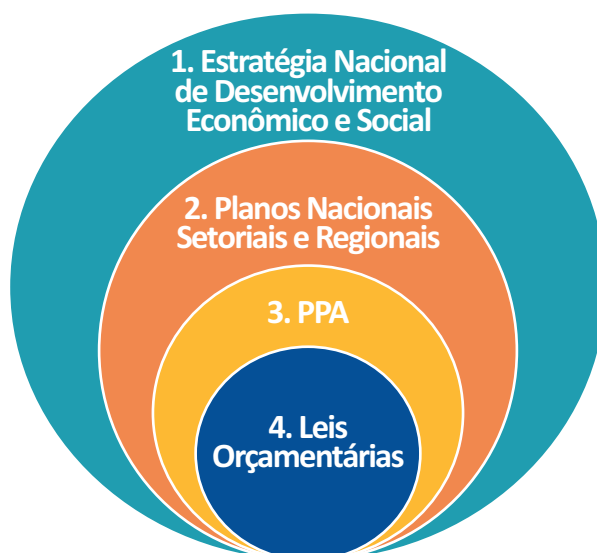 1. Estratégia Nacional
de Desenvolvimento
Econômico e Social
2. Planos Nacionais
Setoriais e Regionais
3. PPA
4. Leis
Orçamentárias